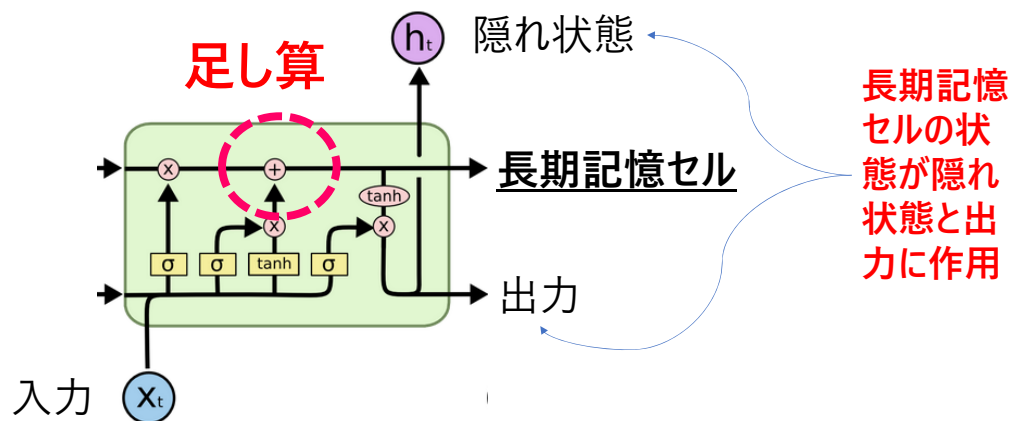 足し算
ht
隠れ状態
長期記憶
セルの状
態が隠れ
状態と出
力に作用
x
+
長期記憶セル
tanh
x
x
σ
σ
tanh
σ
出力
入力
xt